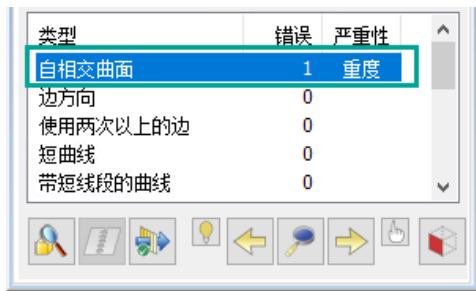 类型 错误 严重性
自相交曲面 1 重度
边方向 0
使用两次以上的边 0
短曲线 0
带短线段的曲线 0